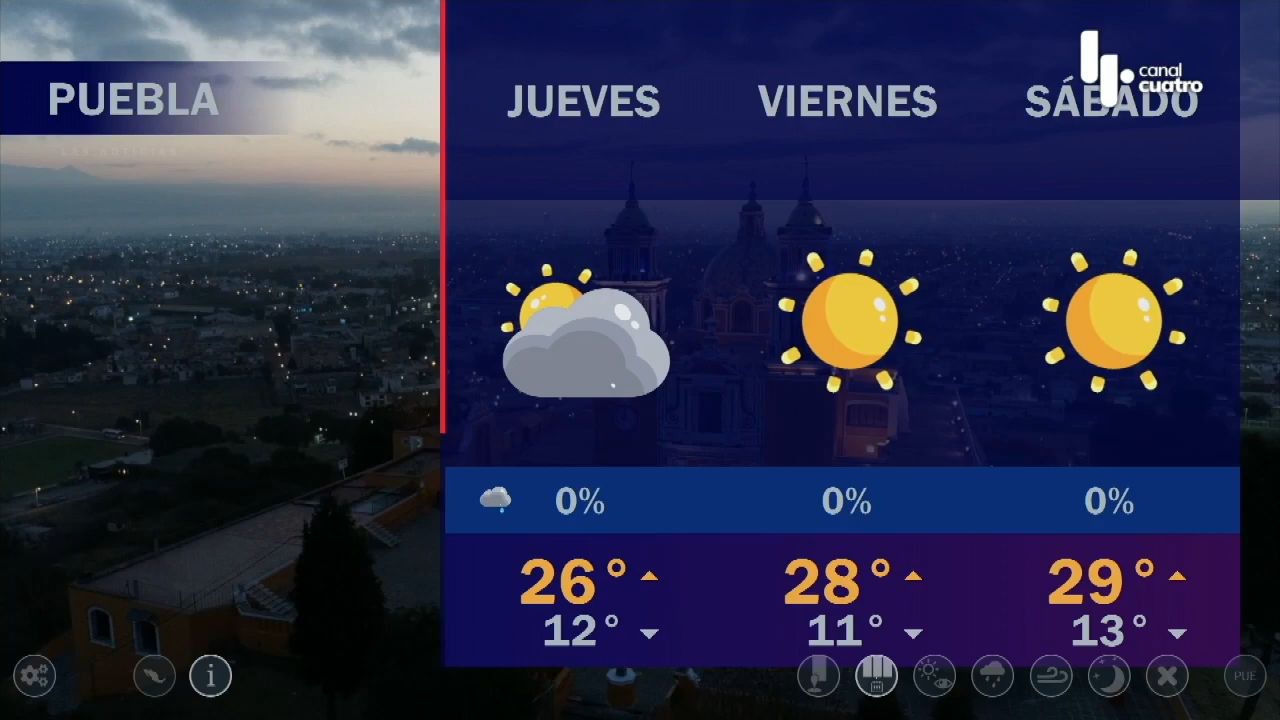 PUEBLA
JUEVES VIERNES SÁBADO
canal
cuatro
0% 0% 0%
26° 28° 29°
12° 11° 13°
i
PUE